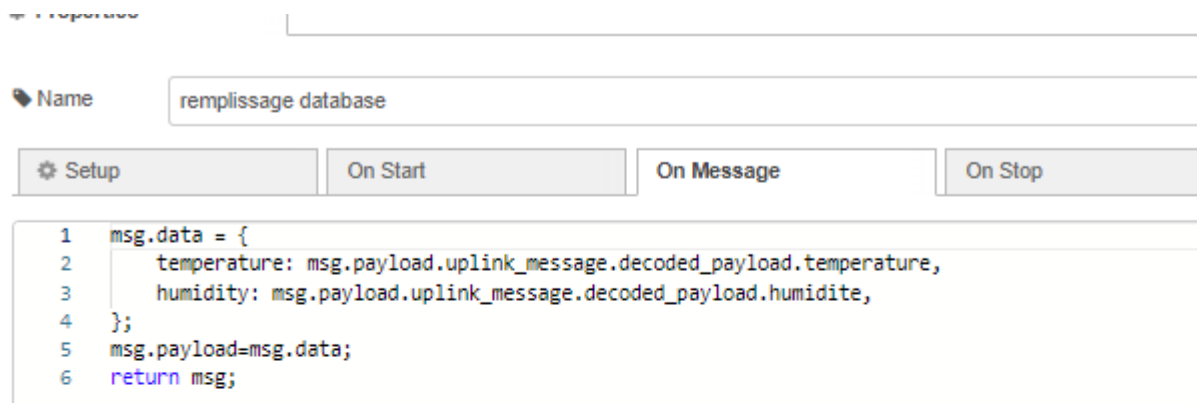 Properties
Name
remplissage database
Setup
On Start
On Message
On Stop
1 msg.data = {
2 temperature: msg.payload.uplink_message.decoded_payload.temperature,
3 humidity: msg.payload.uplink_message.decoded_payload.humidite,
4 };
5 msg.payload=msg.data;
6 return msg;